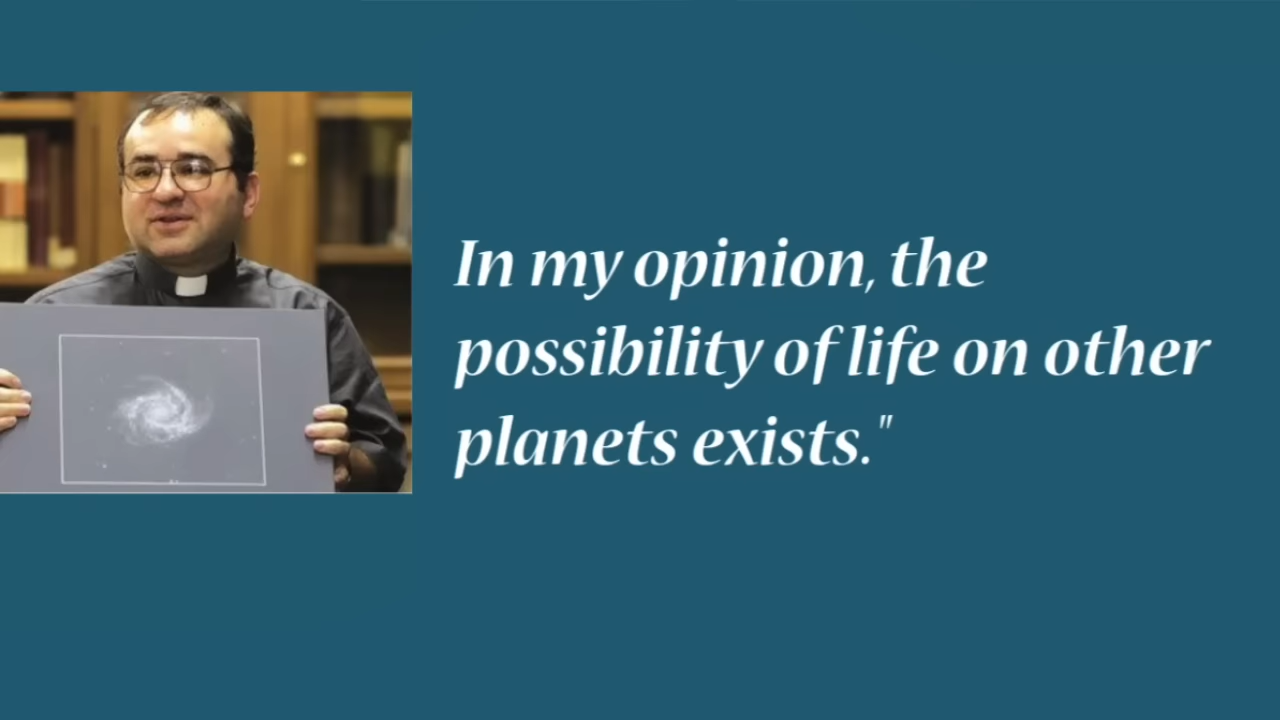 In my opinion, the
possibility of life on other
planets exists."